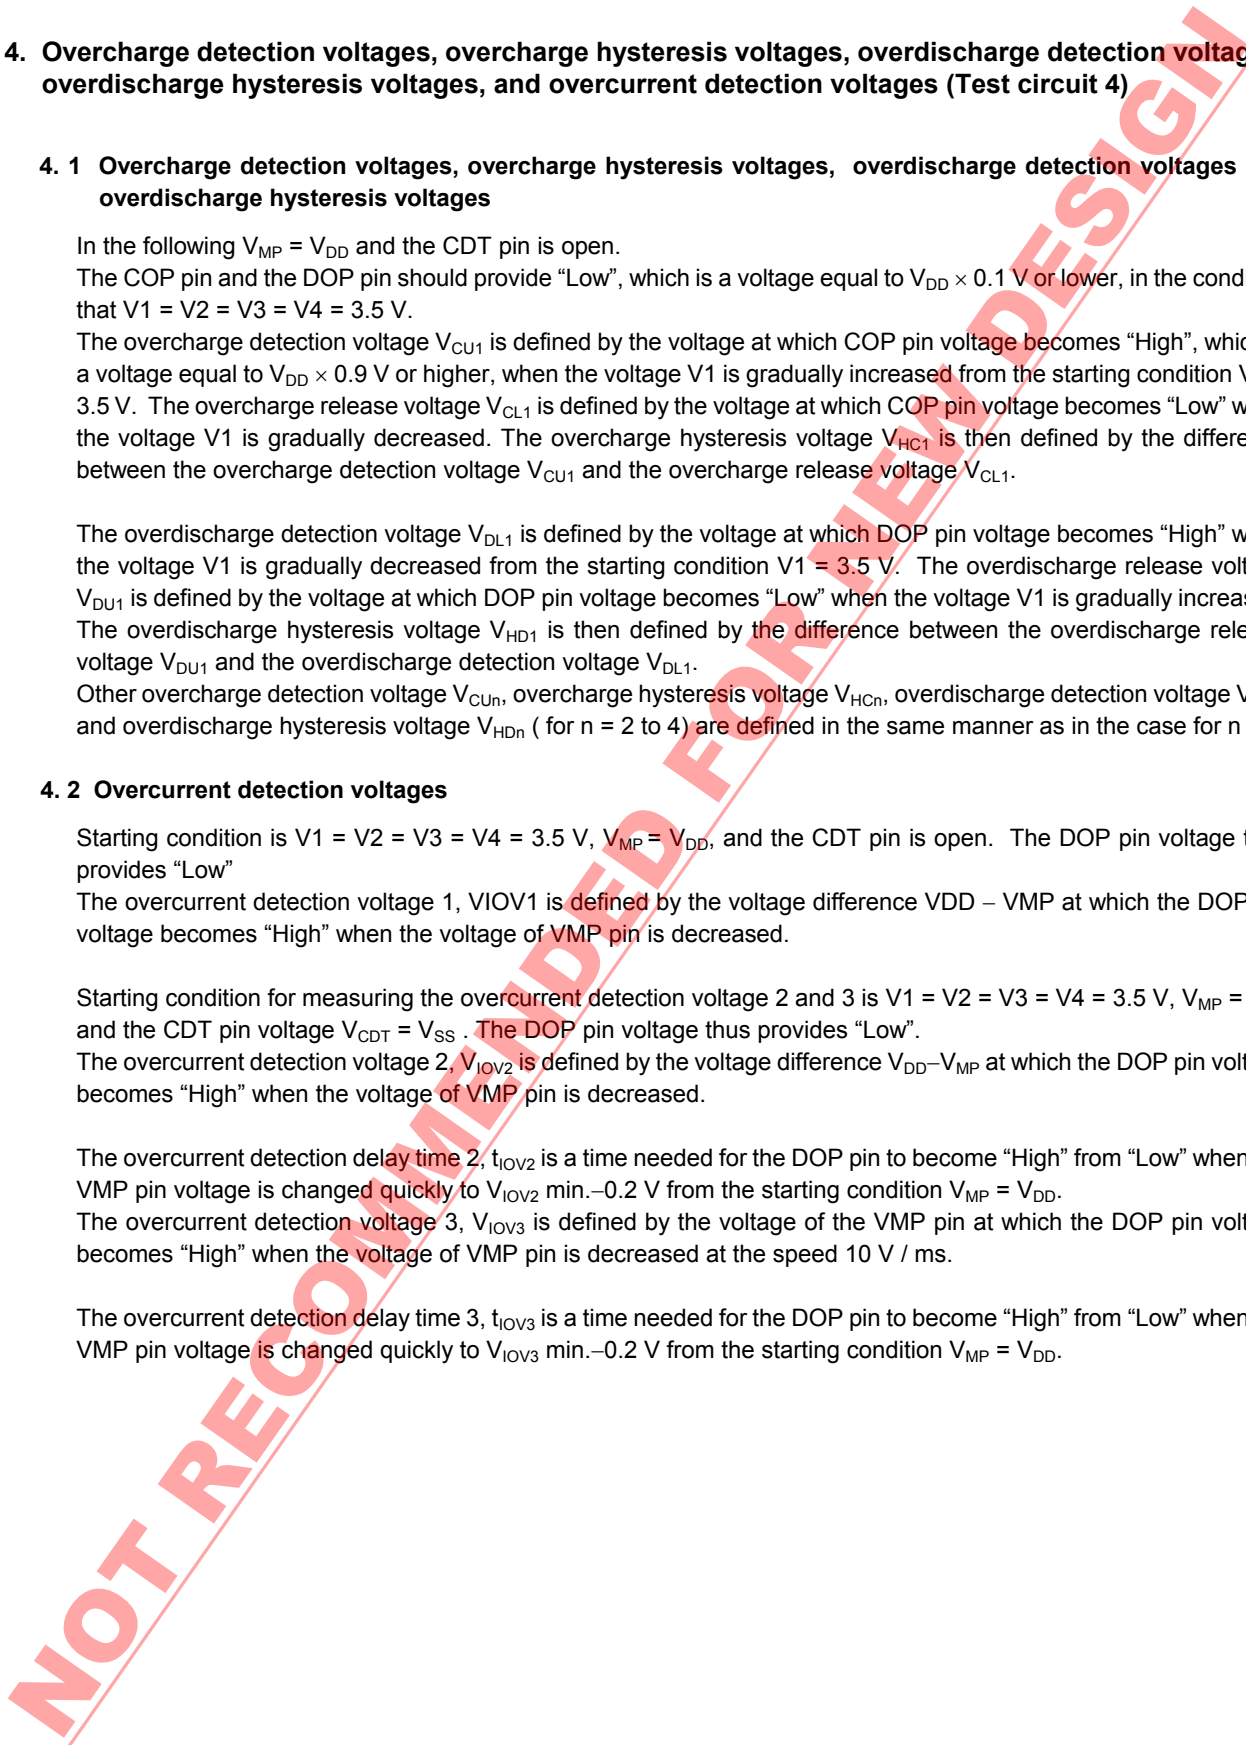 4. Overcharge detection voltages, overcharge hysteresis voltages, overdischarge detection voltag
overdischarge hysteresis voltages, and overcurrent detection voltages (Test circuit 4)
4. 1 Overcharge detection voltages, overcharge hysteresis voltages, overdischarge detection voltages
overdischarge hysteresis voltages
In the following VMP = VDD and the CDT pin is open.
The COP pin and the DOP pin should provide “Low”, which is a voltage equal to VDD × 0.1 V or lower, in the cond
that V1 = V2 = V3 = V4 = 3.5 V.
The overcharge detection voltage VCU1 is defined by the voltage at which COP pin voltage becomes “High”, whic
a voltage equal to VDD × 0.9 V or higher, when the voltage V1 is gradually increased from the starting condition V
3.5 V. The overcharge release voltage VCL1 is defined by the voltage at which COP pin voltage becomes “Low” w
the voltage V1 is gradually decreased. The overcharge hysteresis voltage VHC1 is then defined by the differe
between the overcharge detection voltage VCU1 and the overcharge release voltage VCL1.
The overdischarge detection voltage VDL1 is defined by the voltage at which DOP pin voltage becomes “High” w
the voltage V1 is gradually decreased from the starting condition V1 = 3.5 V. The overdischarge release volt
VDU1 is defined by the voltage at which DOP pin voltage becomes “Low” when the voltage V1 is gradually increas
The overdischarge hysteresis voltage VHD1 is then defined by the difference between the overdischarge rele
voltage VDU1 and the overdischarge detection voltage VDL1.
Other overcharge detection voltage VCUn, overcharge hysteresis voltage VHCn, overdischarge detection voltage V
and overdischarge hysteresis voltage VHDn ( for n = 2 to 4) are defined in the same manner as in the case for n
4. 2 Overcurrent detection voltages
Starting condition is V1 = V2 = V3 = V4 = 3.5 V, VMP = VDD, and the CDT pin is open. The DOP pin voltage t
provides “Low”
The overcurrent detection voltage 1, VIOV1 is defined by the voltage difference VDD − VMP at which the DOP
voltage becomes “High” when the voltage of VMP pin is decreased.
Starting condition for measuring the overcurrent detection voltage 2 and 3 is V1 = V2 = V3 = V4 = 3.5 V, VMP =
and the CDT pin voltage VCDT = VSS . The DOP pin voltage thus provides “Low”.
The overcurrent detection voltage 2, VIOV2 is defined by the voltage difference VDD−VMP at which the DOP pin volt
becomes “High” when the voltage of VMP pin is decreased.
The overcurrent detection delay time 2, tIOV2 is a time needed for the DOP pin to become “High” from “Low” when
VMP pin voltage is changed quickly to VIOV2 min.−0.2 V from the starting condition VMP = VDD.
The overcurrent detection voltage 3, VIOV3 is defined by the voltage of the VMP pin at which the DOP pin volt
becomes “High” when the voltage of VMP pin is decreased at the speed 10 V / ms.
The overcurrent detection delay time 3, tIOV3 is a time needed for the DOP pin to become “High” from “Low” when
VMP pin voltage is changed quickly to VIOV3 min.−0.2 V from the starting condition VMP = VDD.
NOT RECOMMENDED FOR NEW DESIGN